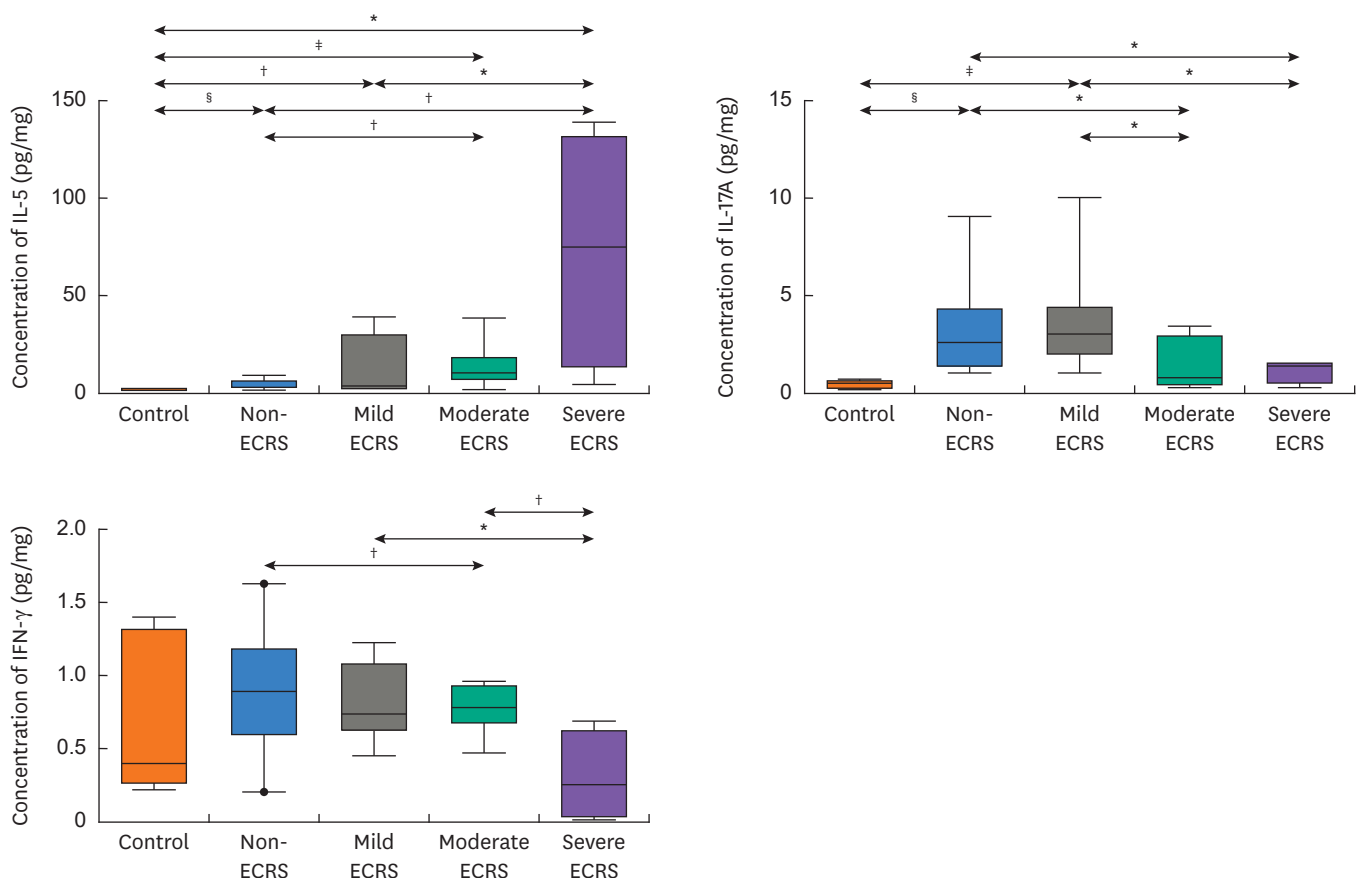 *
‡
† *
§ †
†
Concentration of IL-5 (pg/mg)
150
100
50
0
Control Non- Mild Moderate Severe
ECRS ECRS ECRS ECRS
*
‡ *
§ *
*
Concentration of IL-17A (pg/mg)
15
10
5
0
Control Non- Mild Moderate Severe
ECRS ECRS ECRS ECRS
†
*
†
Concentration of IFN-γ (pg/mg)
2.0
1.5
1.0
0.5
0
Control Non- Mild Moderate Severe
ECRS ECRS ECRS ECRS